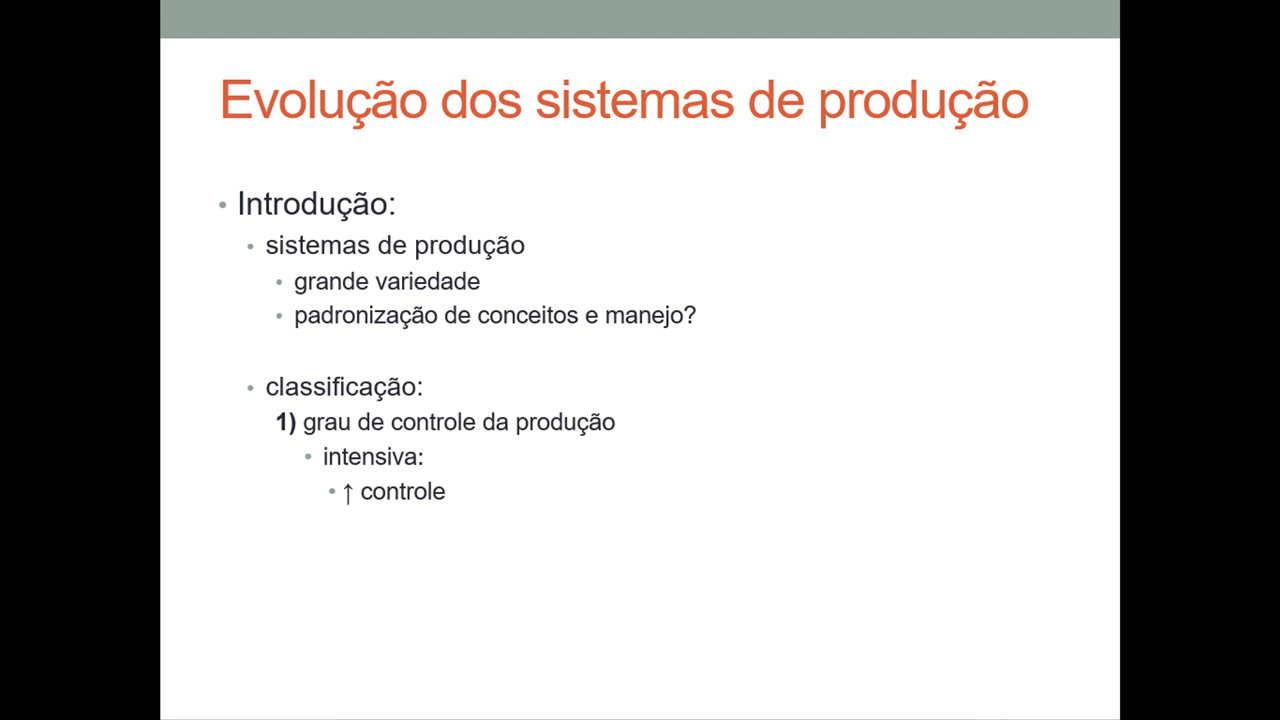 Evolução dos sistemas de produção
• Introdução:
• sistemas de produção
• grande variedade
• padronização de conceitos e manejo?
• classificação:
1) grau de controle da produção
• intensiva:
• ↑ controle